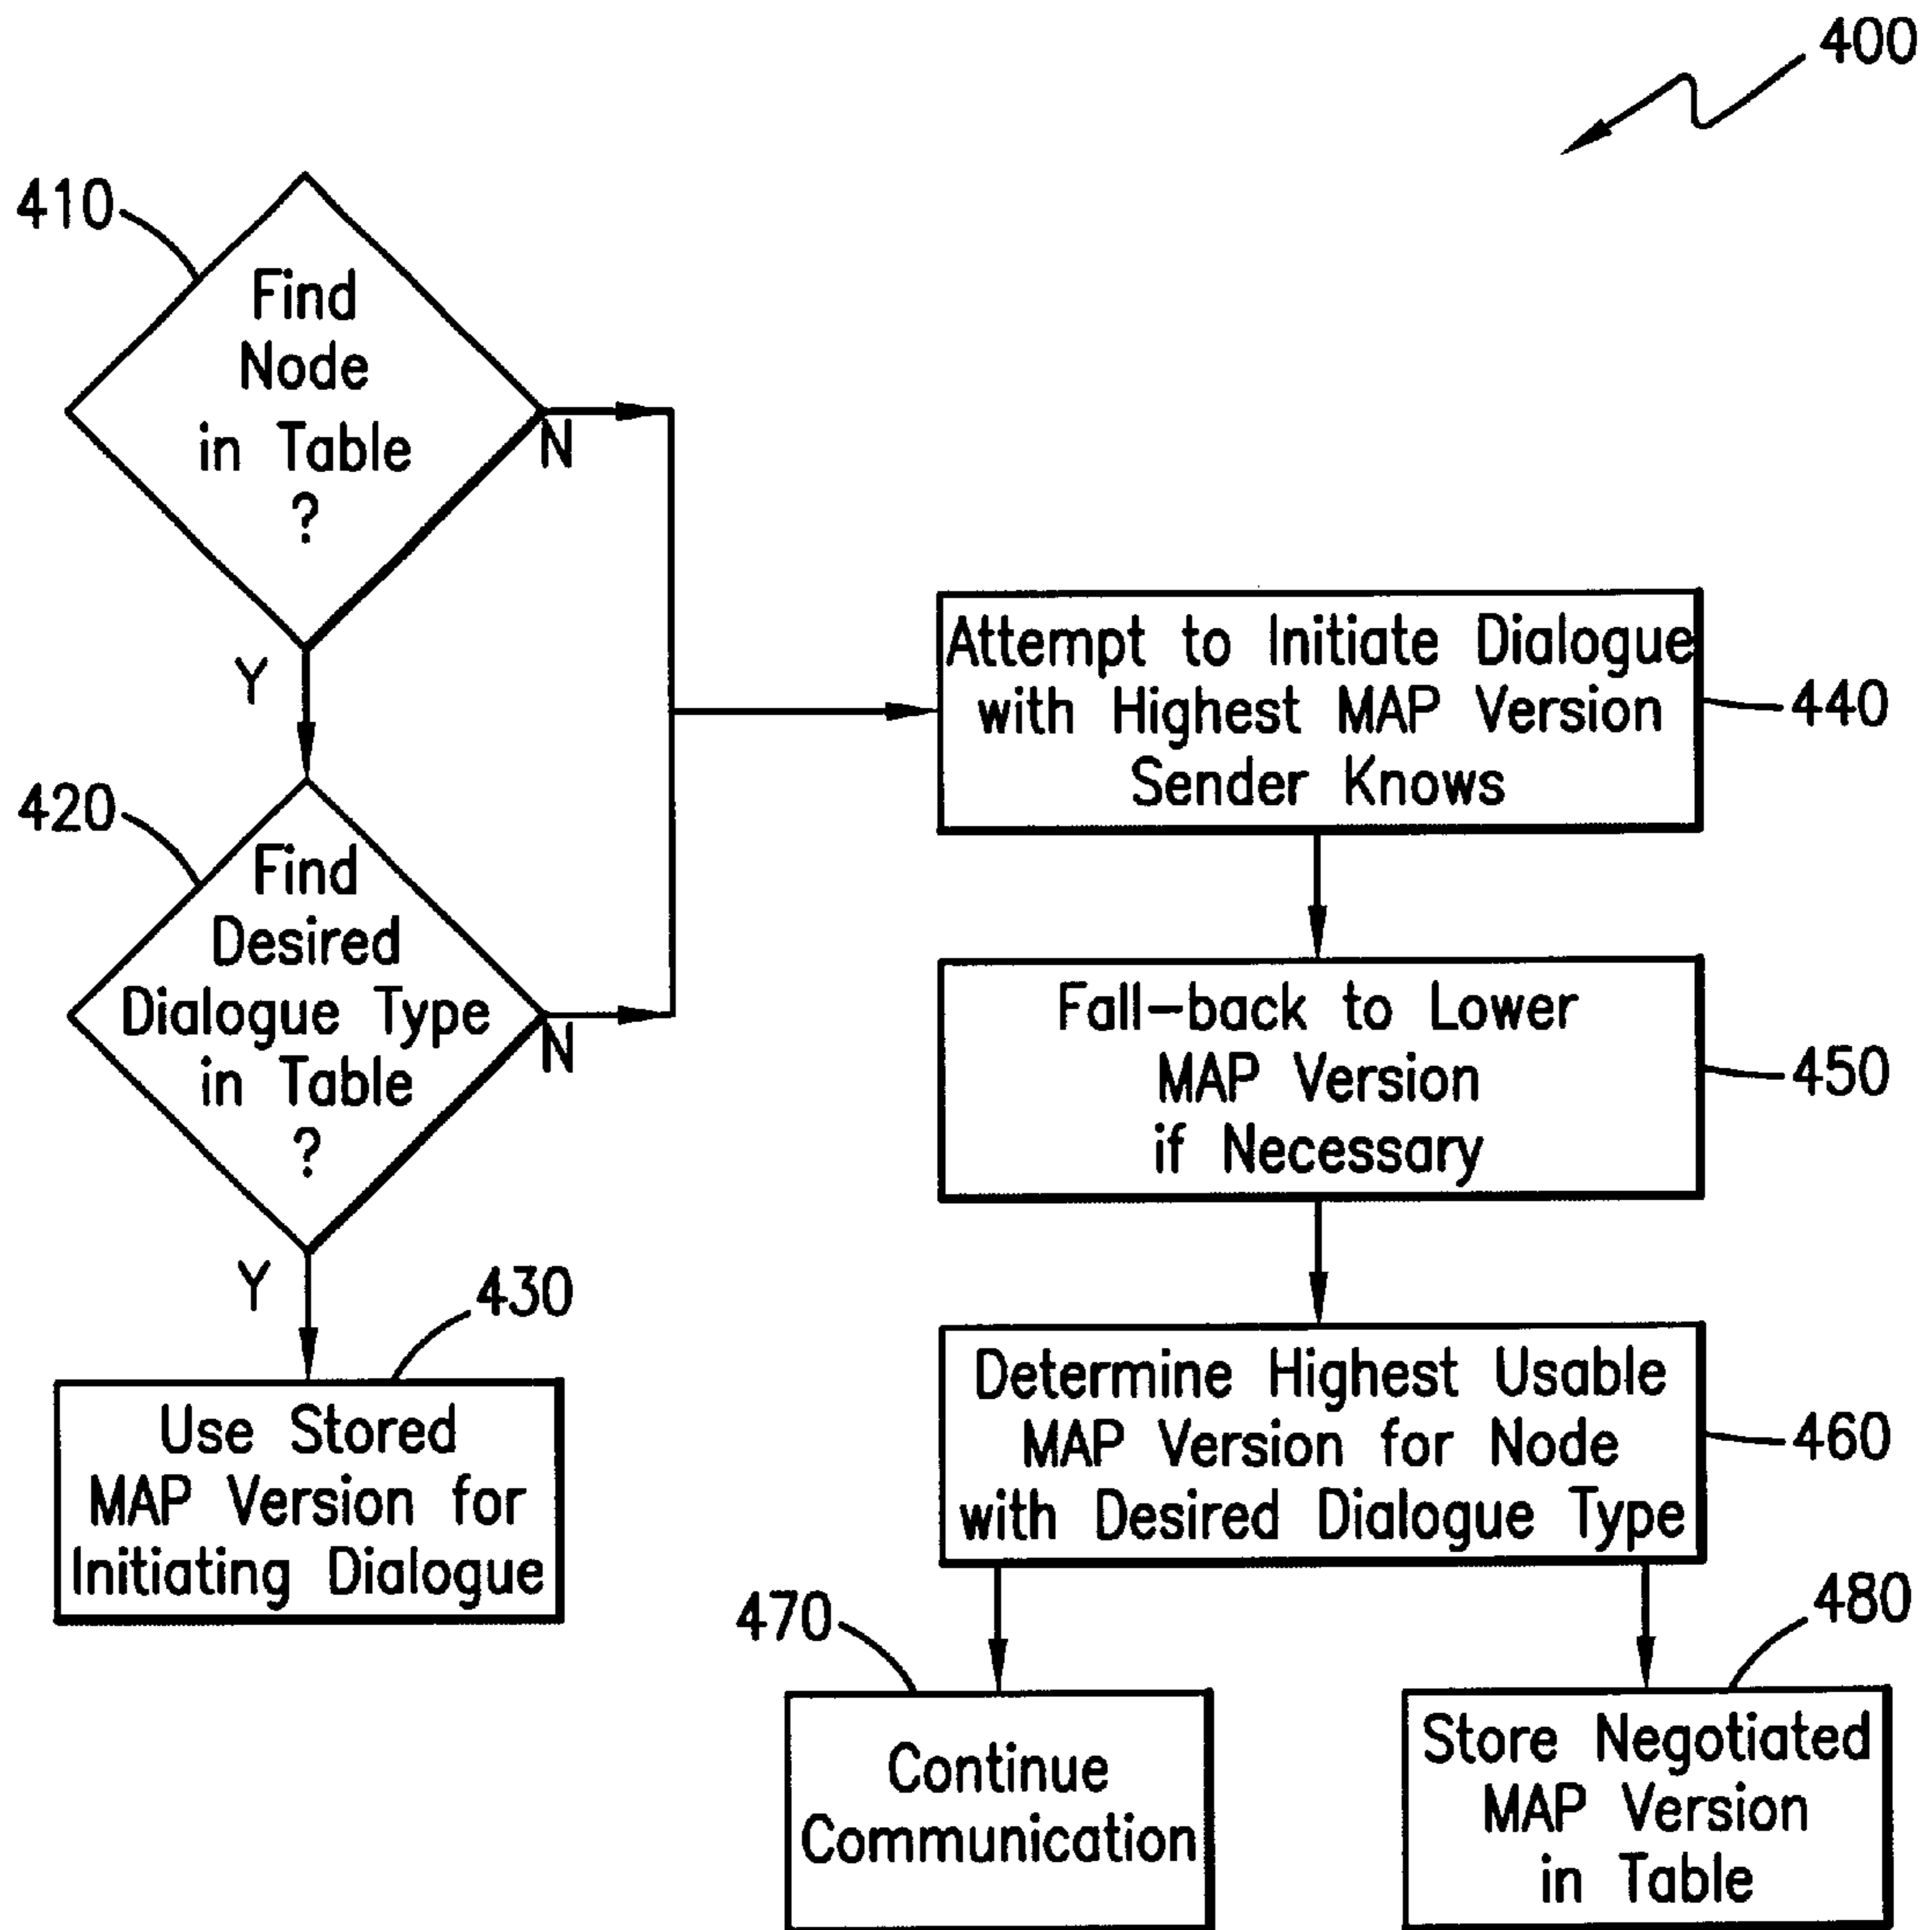 400
410
Find
Node
in Table
?
N
Y
420
Find
Desired
Dialogue Type
in Table
?
N
Y
430
Use Stored
MAP Version for
Initiating Dialogue
Attempt to Initiate Dialogue
with Highest MAP Version
Sender Knows
440
Fall-back to Lower
MAP Version
if Necessary
450
Determine Highest Usable
MAP Version for Node
with Desired Dialogue Type
460
470
Continue
Communication
480
Store Negotiated
MAP Version
in Table